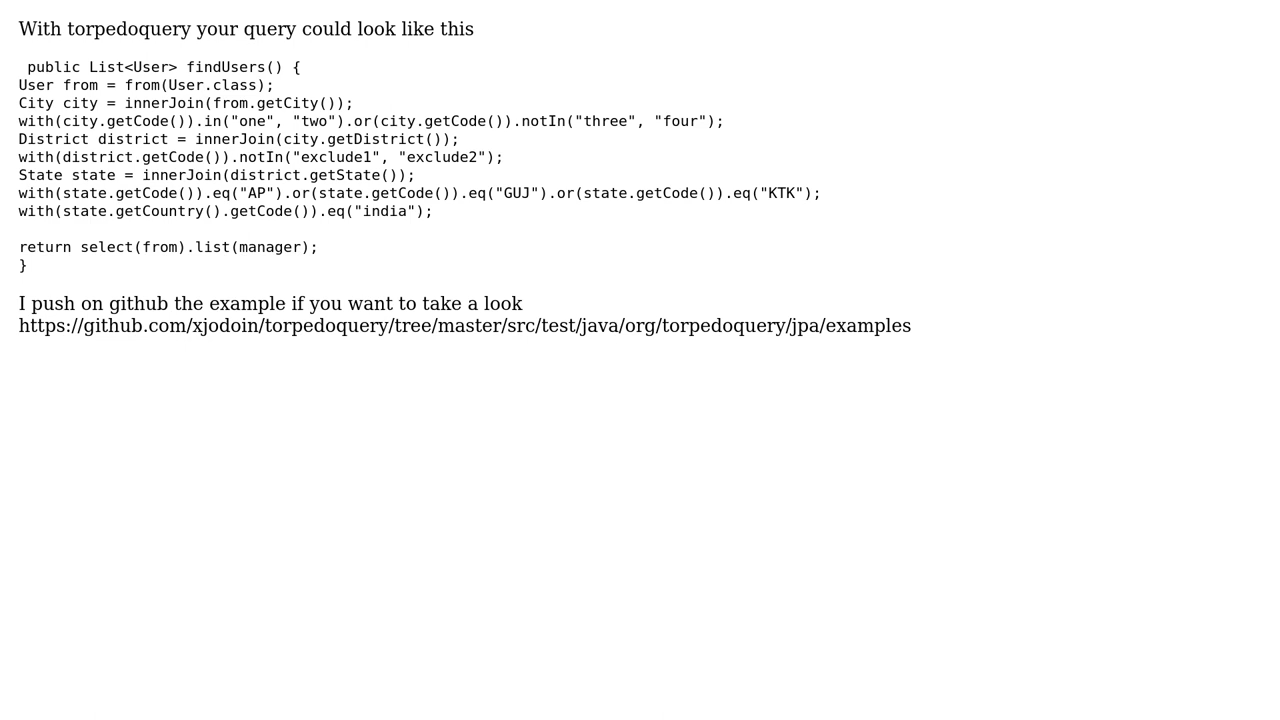 With torpedoquery your query could look like this
public List<User> findUsers() {
User from = from(User.class);
City city = innerJoin(from.getCity());
with(city.getCode()).in("one", "two").or(city.getCode()).notIn("three", "four");
District district = innerJoin(city.getDistrict());
with(district.getCode()).notIn("exclude1", "exclude2");
State state = innerJoin(district.getState());
with(state.getCode()).eq("AP").or(state.getCode()).eq("GUJ").or(state.getCode()).eq("KTK");
with(state.getCountry().getCode()).eq("india");
return select(from).list(manager);
}
I push on github the example if you want to take a look
https://github.com/xjodoin/torpedoquery/tree/master/src/test/java/org/torpedoquery/jpa/examples